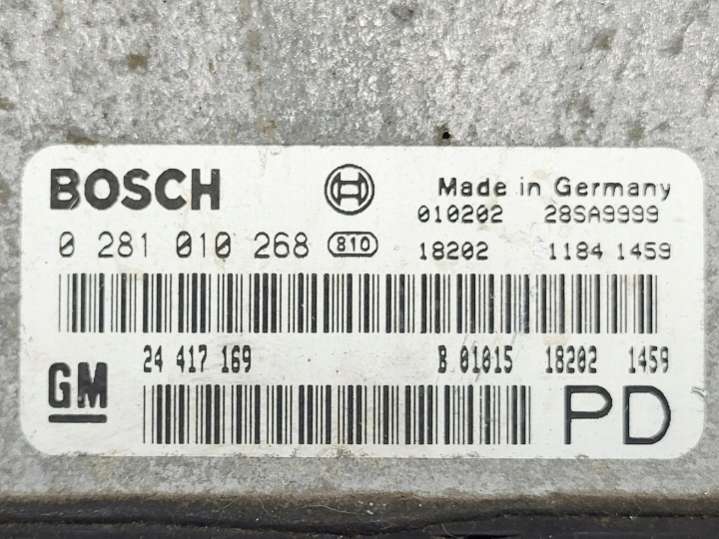 BOSCH Made in Germany
010202 28SA9999
0 281 010 268 810 18202 1184 1459
24 417 169 B 01015 18202 1459
GM PD